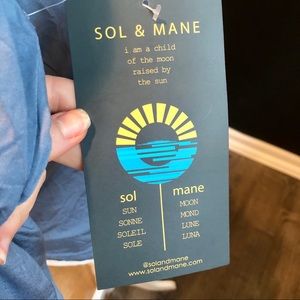 SOL & MANE
i am a child
of the moon
raised by
the sun
sol
SUN
SONNE
SOLEIL
SOLE
mane
MOON
MOND
LUNE
LUNA
@solandmane
www.solandmane.com